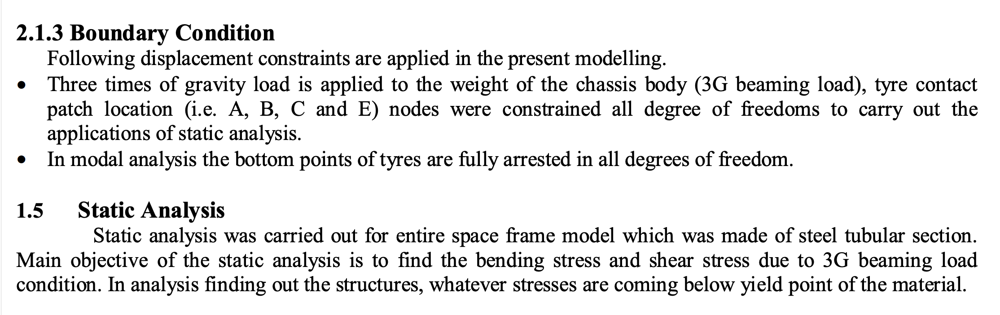 2.1.3 Boundary Condition
Following displacement constraints are applied in the present modelling.
• Three times of gravity load is applied to the weight of the chassis body (3G beaming load), tyre contact
patch location (i.e. A, B, C and E) nodes were constrained all degree of freedoms to carry out the
applications of static analysis.
• In modal analysis the bottom points of tyres are fully arrested in all degrees of freedom.
1.5 Static Analysis
Static analysis was carried out for entire space frame model which was made of steel tubular section.
Main objective of the static analysis is to find the bending stress and shear stress due to 3G beaming load
condition. In analysis finding out the structures, whatever stresses are coming below yield point of the material.